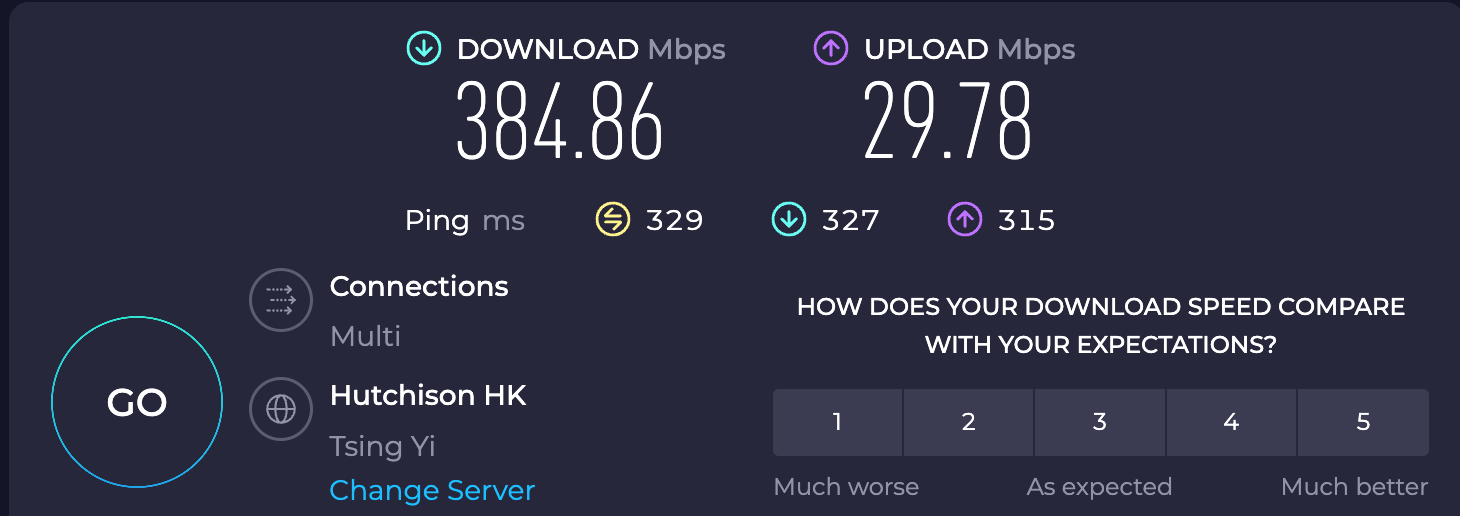 DOWNLOAD Mbps
384.86
UPLOAD Mbps
29.78
Ping ms 329 327 315
Connections
Multi
GO
Hutchison HK
Tsing Yi
Change Server
HOW DOES YOUR DOWNLOAD SPEED COMPARE
WITH YOUR EXPECTATIONS?
1 2 3 4 5
Much worse As expected Much better